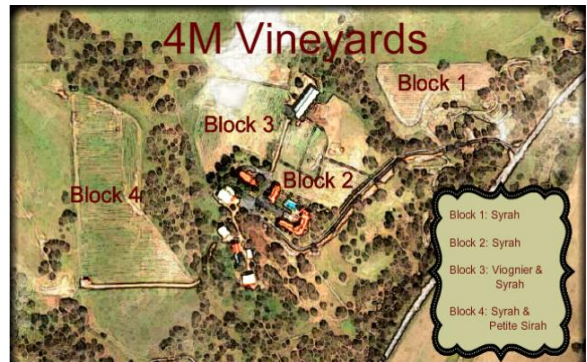 4M Vineyards
Block 1
Block 3
Block 2
Block 4
Block 1: Syrah
Block 2: Syrah
Block 3: Viognier &
Syrah
Block 4: Syrah &
Petite Sirah